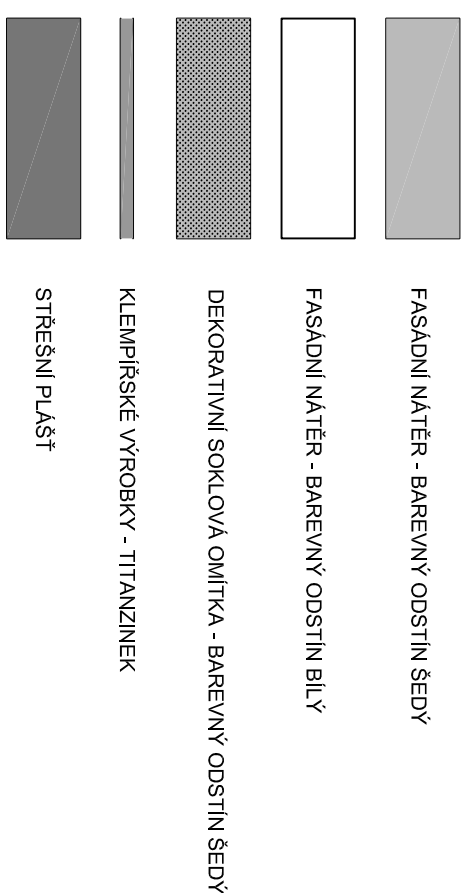 FASÁDNÍ NÁTĚR - BAREVNÝ ODSTÍN ŠEDÝ
FASÁDNÍ NÁTĚR - BAREVNÝ ODSTÍN BÍLÝ
DEKORATIVNÍ SOKLOVÁ OMÍTKA - BAREVNÝ ODSTÍN ŠEDÝ
KLEMPÍŘSKÉ VÝROBKY - TITANZINEK
STŘEŠNÍ PLÁŠŤ